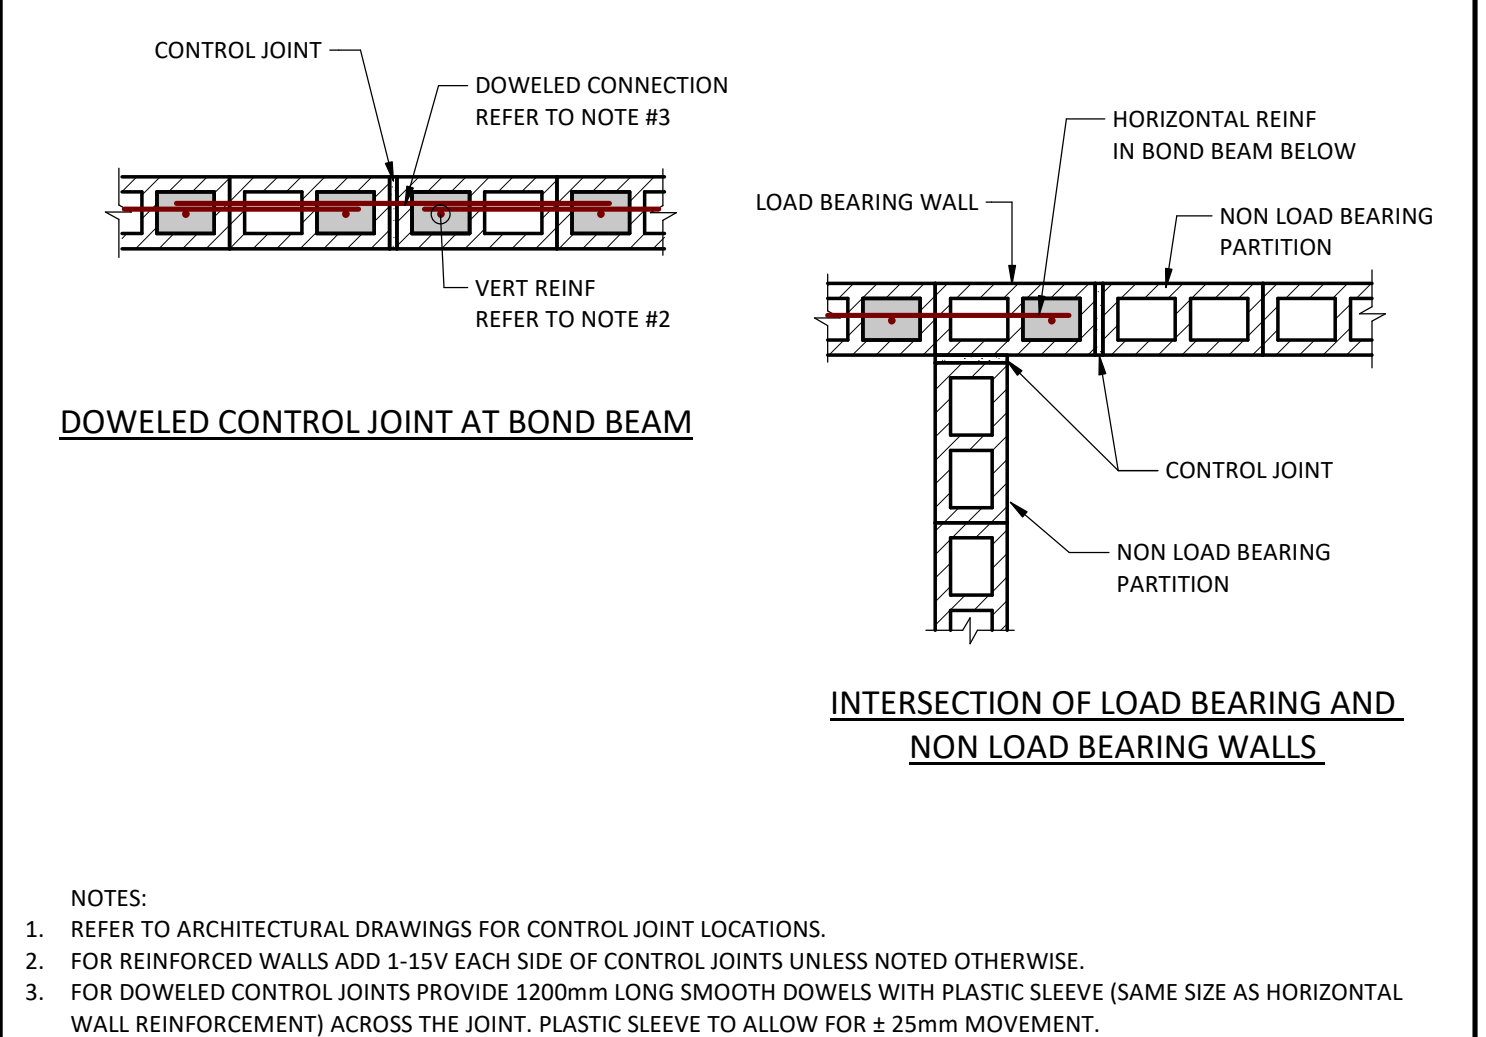 CONTROL JOINT
DOWELED CONNECTION
REFER TO NOTE #3
VERT REINF
REFER TO NOTE #2
DOWELED CONTROL JOINT AT BOND BEAM
HORIZONTAL REINF
IN BOND BEAM BELOW
LOAD BEARING WALL
NON LOAD BEARING
PARTITION
CONTROL JOINT
NON LOAD BEARING
PARTITION
INTERSECTION OF LOAD BEARING AND
NON LOAD BEARING WALLS
NOTES:
1. REFER TO ARCHITECTURAL DRAWINGS FOR CONTROL JOINT LOCATIONS.
2. FOR REINFORCED WALLS ADD 1-15V EACH SIDE OF CONTROL JOINTS UNLESS NOTED OTHERWISE.
3. FOR DOWELED CONTROL JOINTS PROVIDE 1200mm LONG SMOOTH DOWELS WITH PLASTIC SLEEVE (SAME SIZE AS HORIZONTAL
WALL REINFORCEMENT) ACROSS THE JOINT. PLASTIC SLEEVE TO ALLOW FOR ± 25mm MOVEMENT.